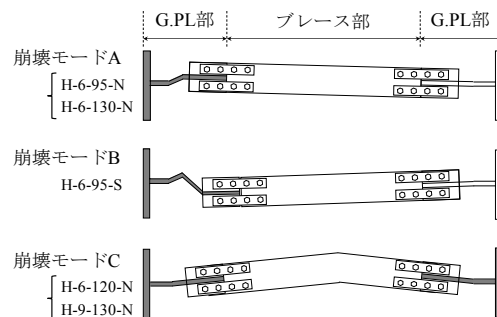 G.PL部 ブレース部 G.PL部
崩壊モードA
H-6-95-N
H-6-130-N
崩壊モードB
H-6-95-S
崩壊モードC
H-6-120-N
H-9-130-N